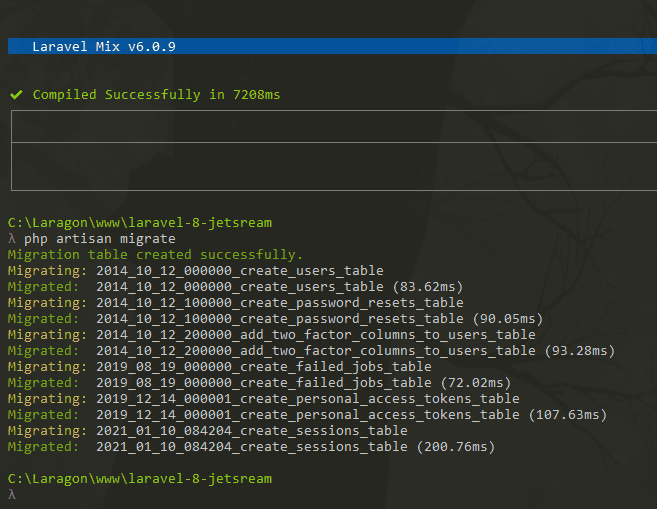 Laravel Mix v6.0.9
✔ Compiled Successfully in 7208ms
C:\Laragon\www\laravel-8-jetsream
λ php artisan migrate
Migration table created successfully.
Migrating: 2014_10_12_000000_create_users_table
Migrated:  2014_10_12_000000_create_users_table (83.62ms)
Migrating: 2014_10_12_100000_create_password_resets_table
Migrated:  2014_10_12_100000_create_password_resets_table (90.05ms)
Migrating: 2014_10_12_200000_add_two_factor_columns_to_users_table
Migrated:  2014_10_12_200000_add_two_factor_columns_to_users_table (93.28ms)
Migrating: 2019_08_19_000000_create_failed_jobs_table
Migrated:  2019_08_19_000000_create_failed_jobs_table (72.02ms)
Migrating: 2019_12_14_000001_create_personal_access_tokens_table
Migrated:  2019_12_14_000001_create_personal_access_tokens_table (107.63ms)
Migrating: 2021_01_10_084204_create_sessions_table
Migrated:  2021_01_10_084204_create_sessions_table (200.76ms)
C:\Laragon\www\laravel-8-jetsream
λ